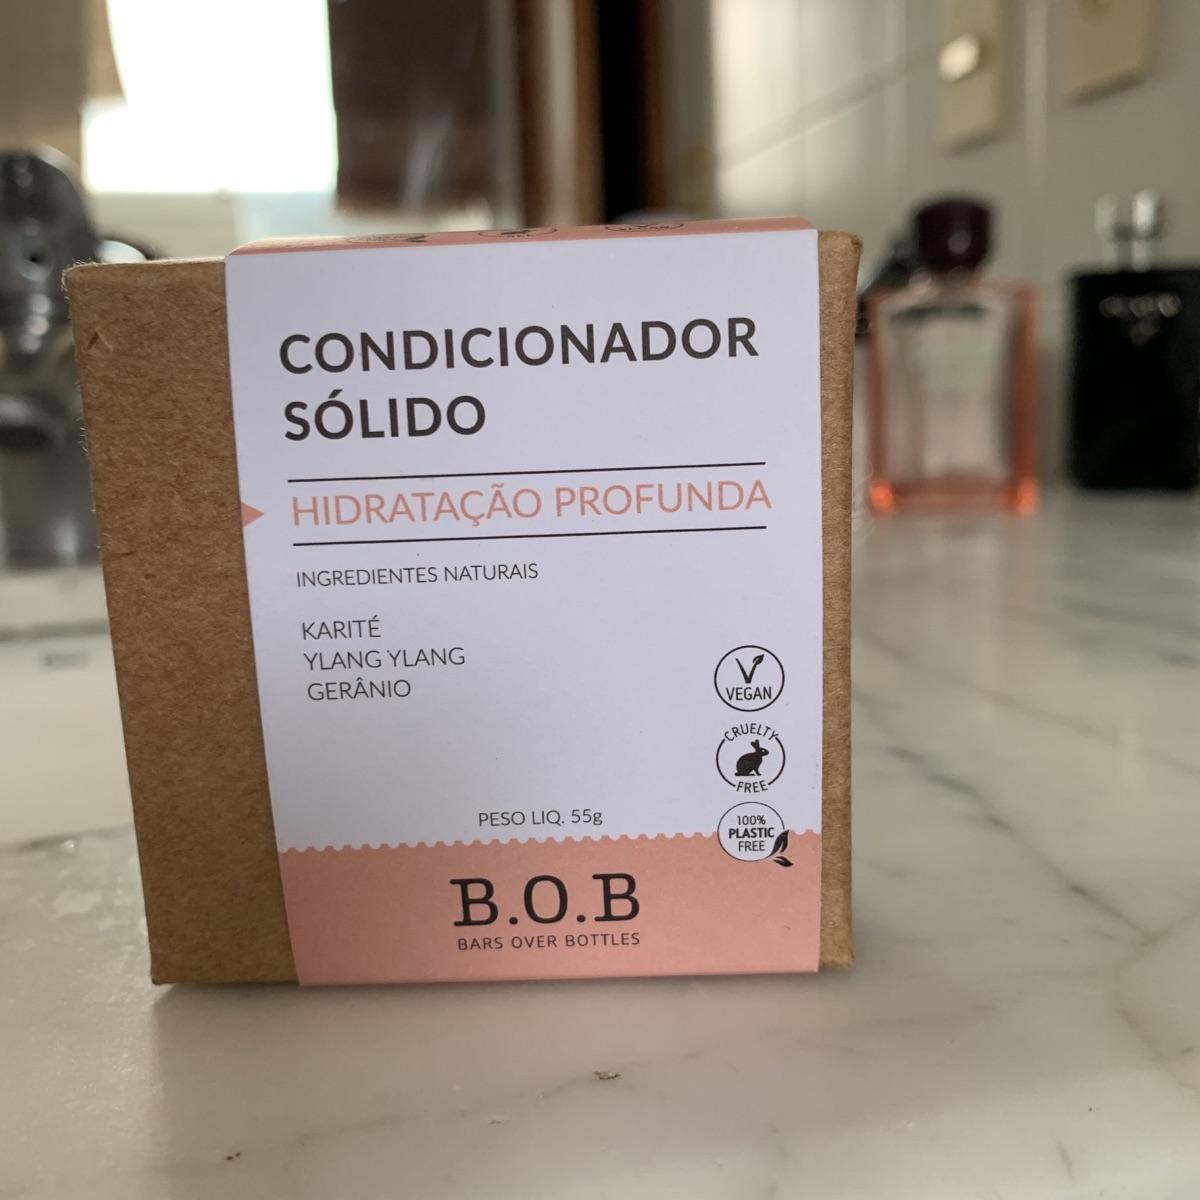 CONDICIONADOR
SÓLIDO
HIDRATAÇÃO PROFUNDA
INGREDIENTES NATURAIS
KARITÉ
YLANG YLANG
GERÂNIO
VEGAN
CRUELTY
FREE
100%
PLASTIC
FREE
PESO LIQ. 55g
B.O.B
BARS OVER BOTTLES